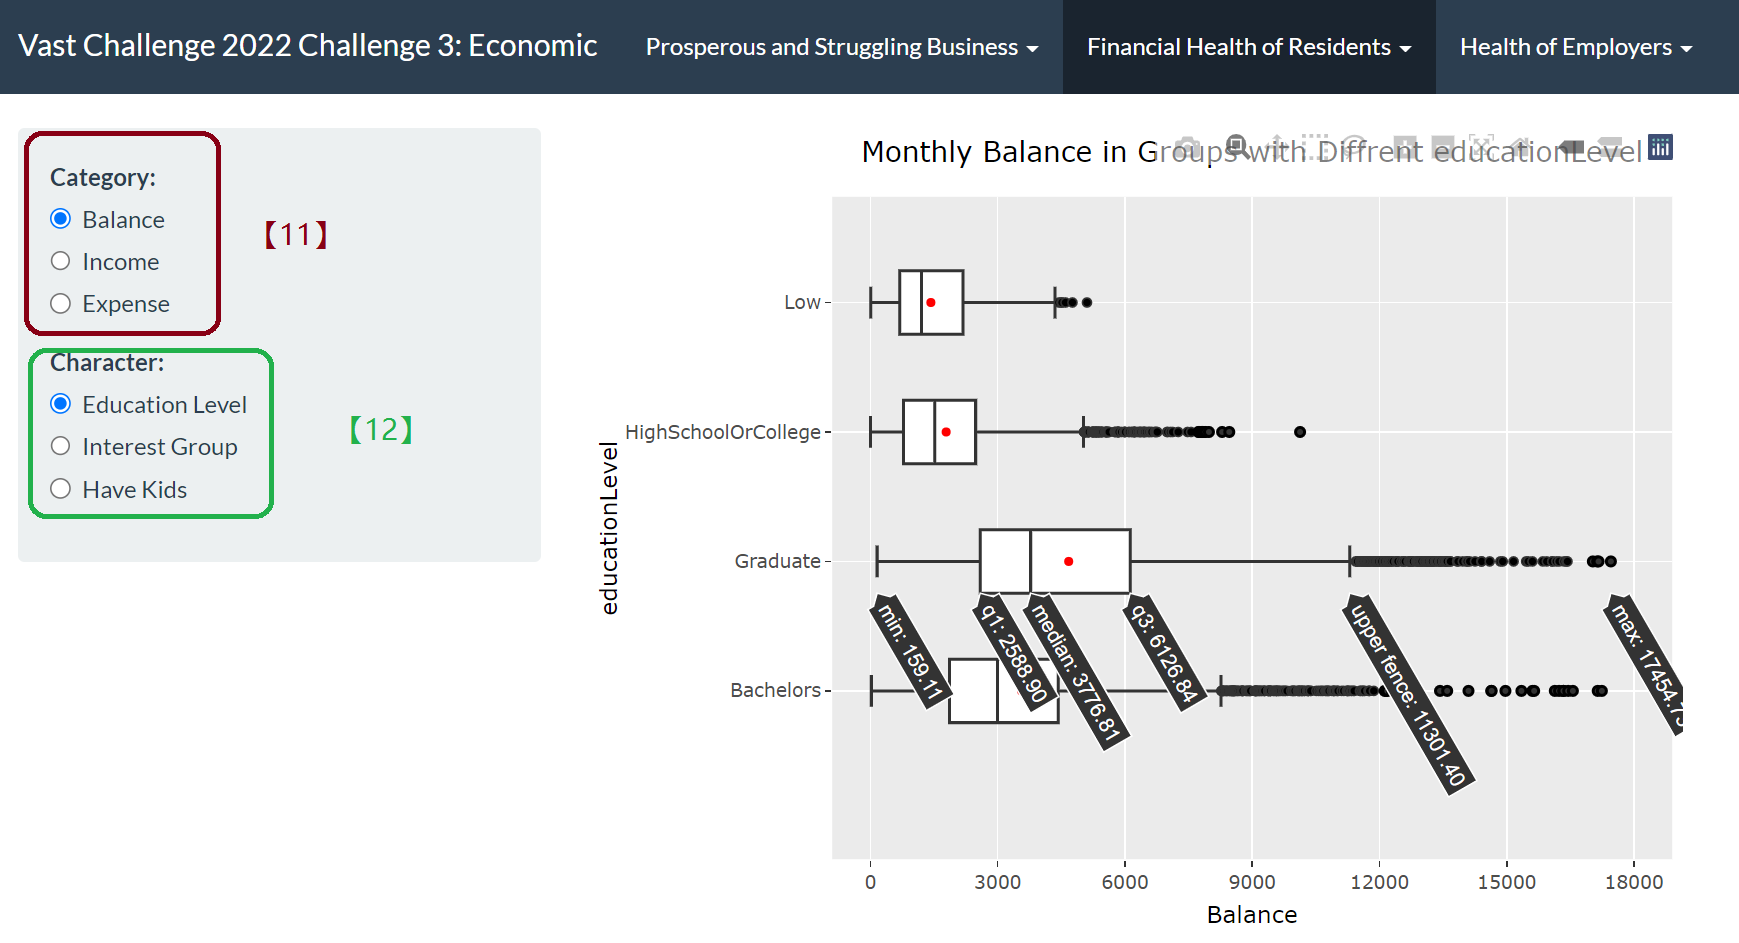 Vast Challenge 2022 Challenge 3: Economic
Prosperous and Struggling Business
Financial Health of Residents
Health of Employers
Category:
Balance
Income
Expense
【11】
Character:
Education Level
Interest Group
Have Kids
【12】
Monthly Balance in Groups with Diffrent educationLevel
educationLevel
Low
HighSchoolOrCollege
Graduate
Bachelors
min: 159.11
q1: 2588.90
median: 3776.81
q3: 6126.84
upper fence: 11301.40
max: 17454.7
0
3000
6000
9000
12000
15000
18000
Balance